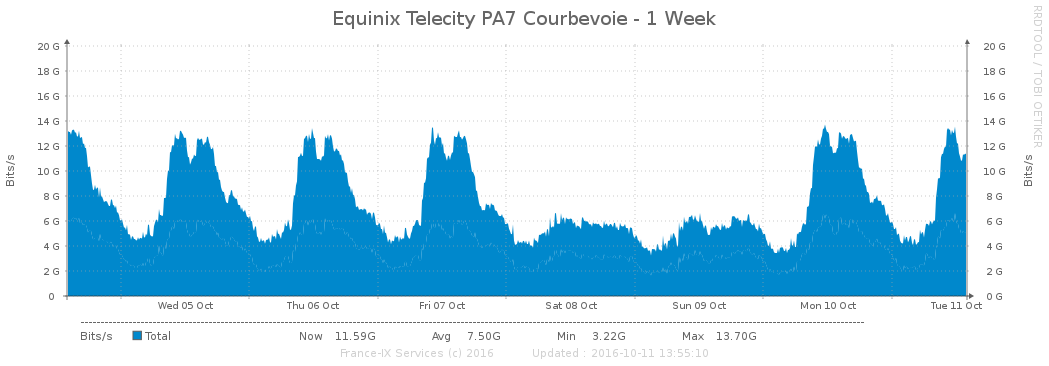 Equinix Telecity PA7 Courbevoie - 1 Week
RRDTOOL / TOBI OETIKER
Bits/s
Bits/s
20 G 20 G
18 G 18 G
16 G 16 G
14 G 14 G
12 G 12 G
10 G 10 G
8 G 8 G
6 G 6 G
4 G 4 G
2 G 2 G
0 0 G
Wed 05 Oct Thu 06 Oct Fri 07 Oct Sat 08 Oct Sun 09 Oct Mon 10 Oct Tue 11 Oct
Bits/s Total Now 11.59G Avg 7.50G Min 3.22G Max 13.70G
France-IX Services (c) 2016 Updated : 2016-10-11 13:55:10